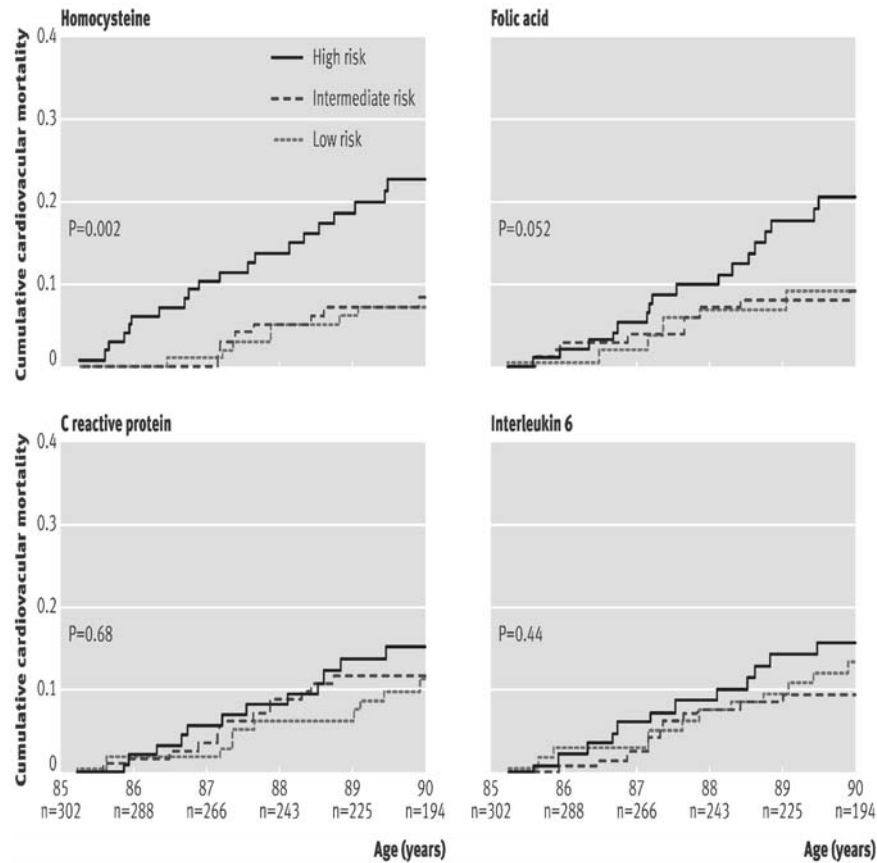 Homocysteine
Cumulative cardiovacular mortality
0.4
0.3
0.2
0.1
0
High risk
Intermediate risk
Low risk
P=0.002
Folic acid
P=0.052
C reactive protein
Cumulative cardiovacular mortality
0.4
0.3
0.2
0.1
0
P=0.68
85 86 87 88 89 90
n=302 n=288 n=266 n=243 n=225 n=194
Age (years)
Interleukin 6
P=0.44
85 86 87 88 89 90
n=302 n=288 n=266 n=243 n=225 n=194
Age (years)